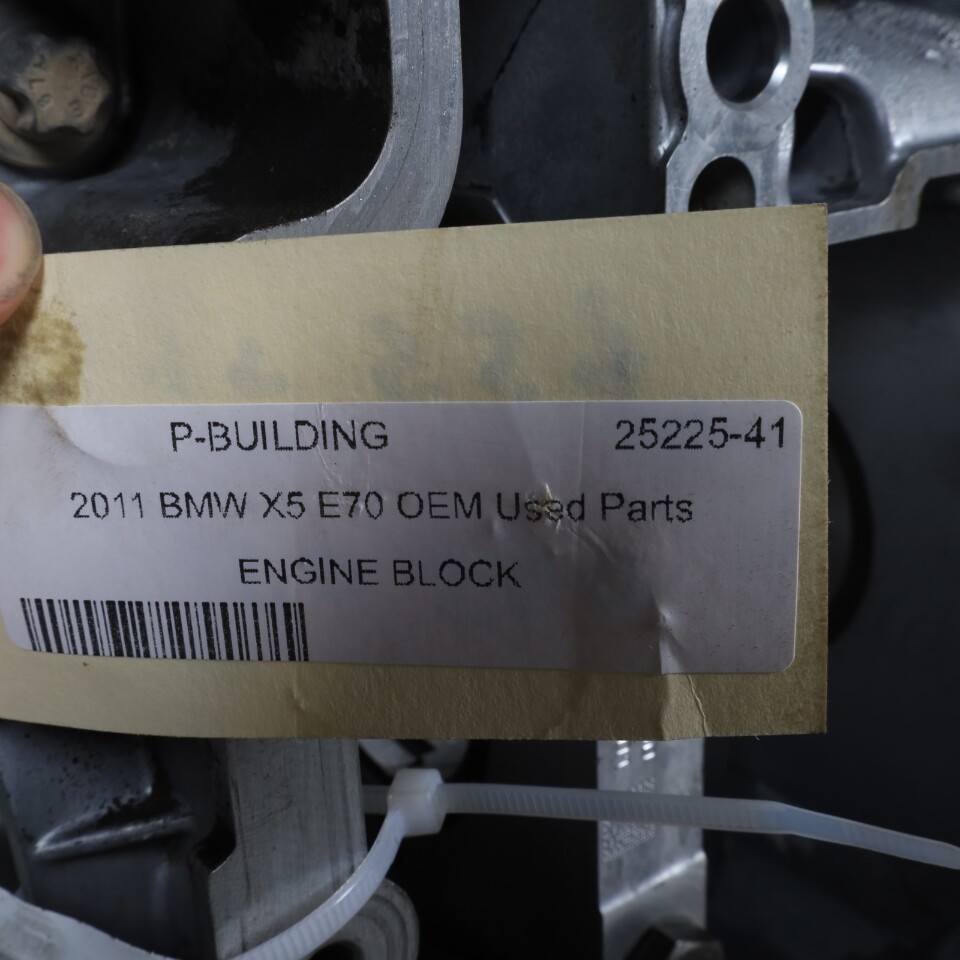 P-BUILDING 25225-41
2011 BMW X5 E70 OEM Used Parts
ENGINE BLOCK